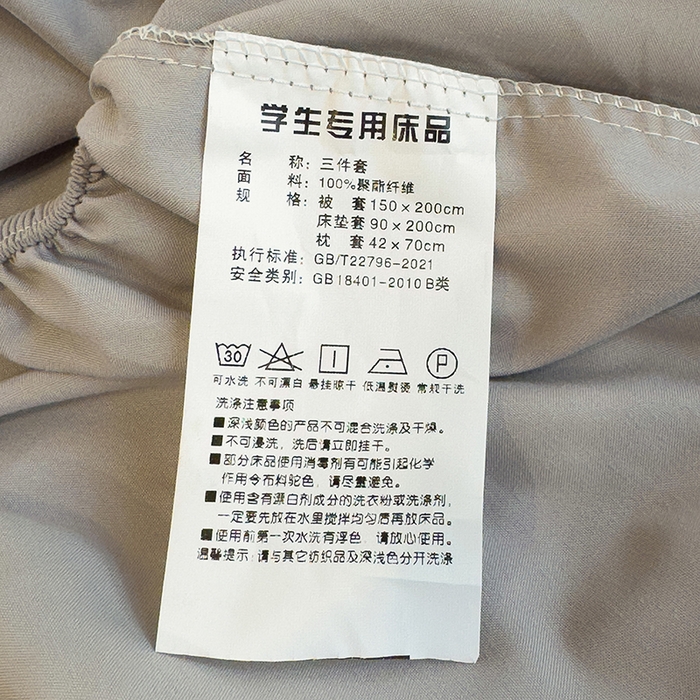 学生专用床品
名 称：三件套
面 料：100%聚酯纤维
规 格：被 套 150×200cm
床垫套 90×200cm
枕 套 42×70cm
执行标准：GB/T22796-2021
安全类别：GB18401-2010 B类
30 P
可水洗 不可漂白 悬挂晾干 低温熨烫 常规干洗
洗涤注意事项
■深浅颜色的产品不可混合洗涤及干燥。
■不可浸洗，洗后请立即挂干。
■部分床品使用消毒剂有可能引起化学
作用令布料驼色，请尽量避免。
■使用含有漂白剂成分的洗衣粉或洗涤剂，
一定要先放在水里搅拌均匀后再放床品。
■使用前第一次水洗有浮色，请放心使用。
温馨提示：请与其它纺织品及深浅色分开洗涤